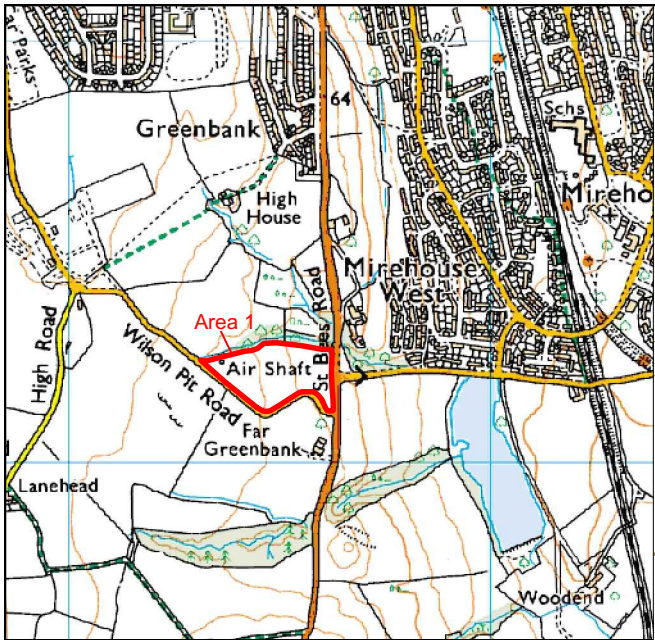 ar Parks
Greenbank
64
Schs
High
House
Mireho
Mirehouse
West
St Bees Road
Area 1
Air Shaft
High Road
Wilson Pit Road
Far
Greenbank
Lanehead
Woodend